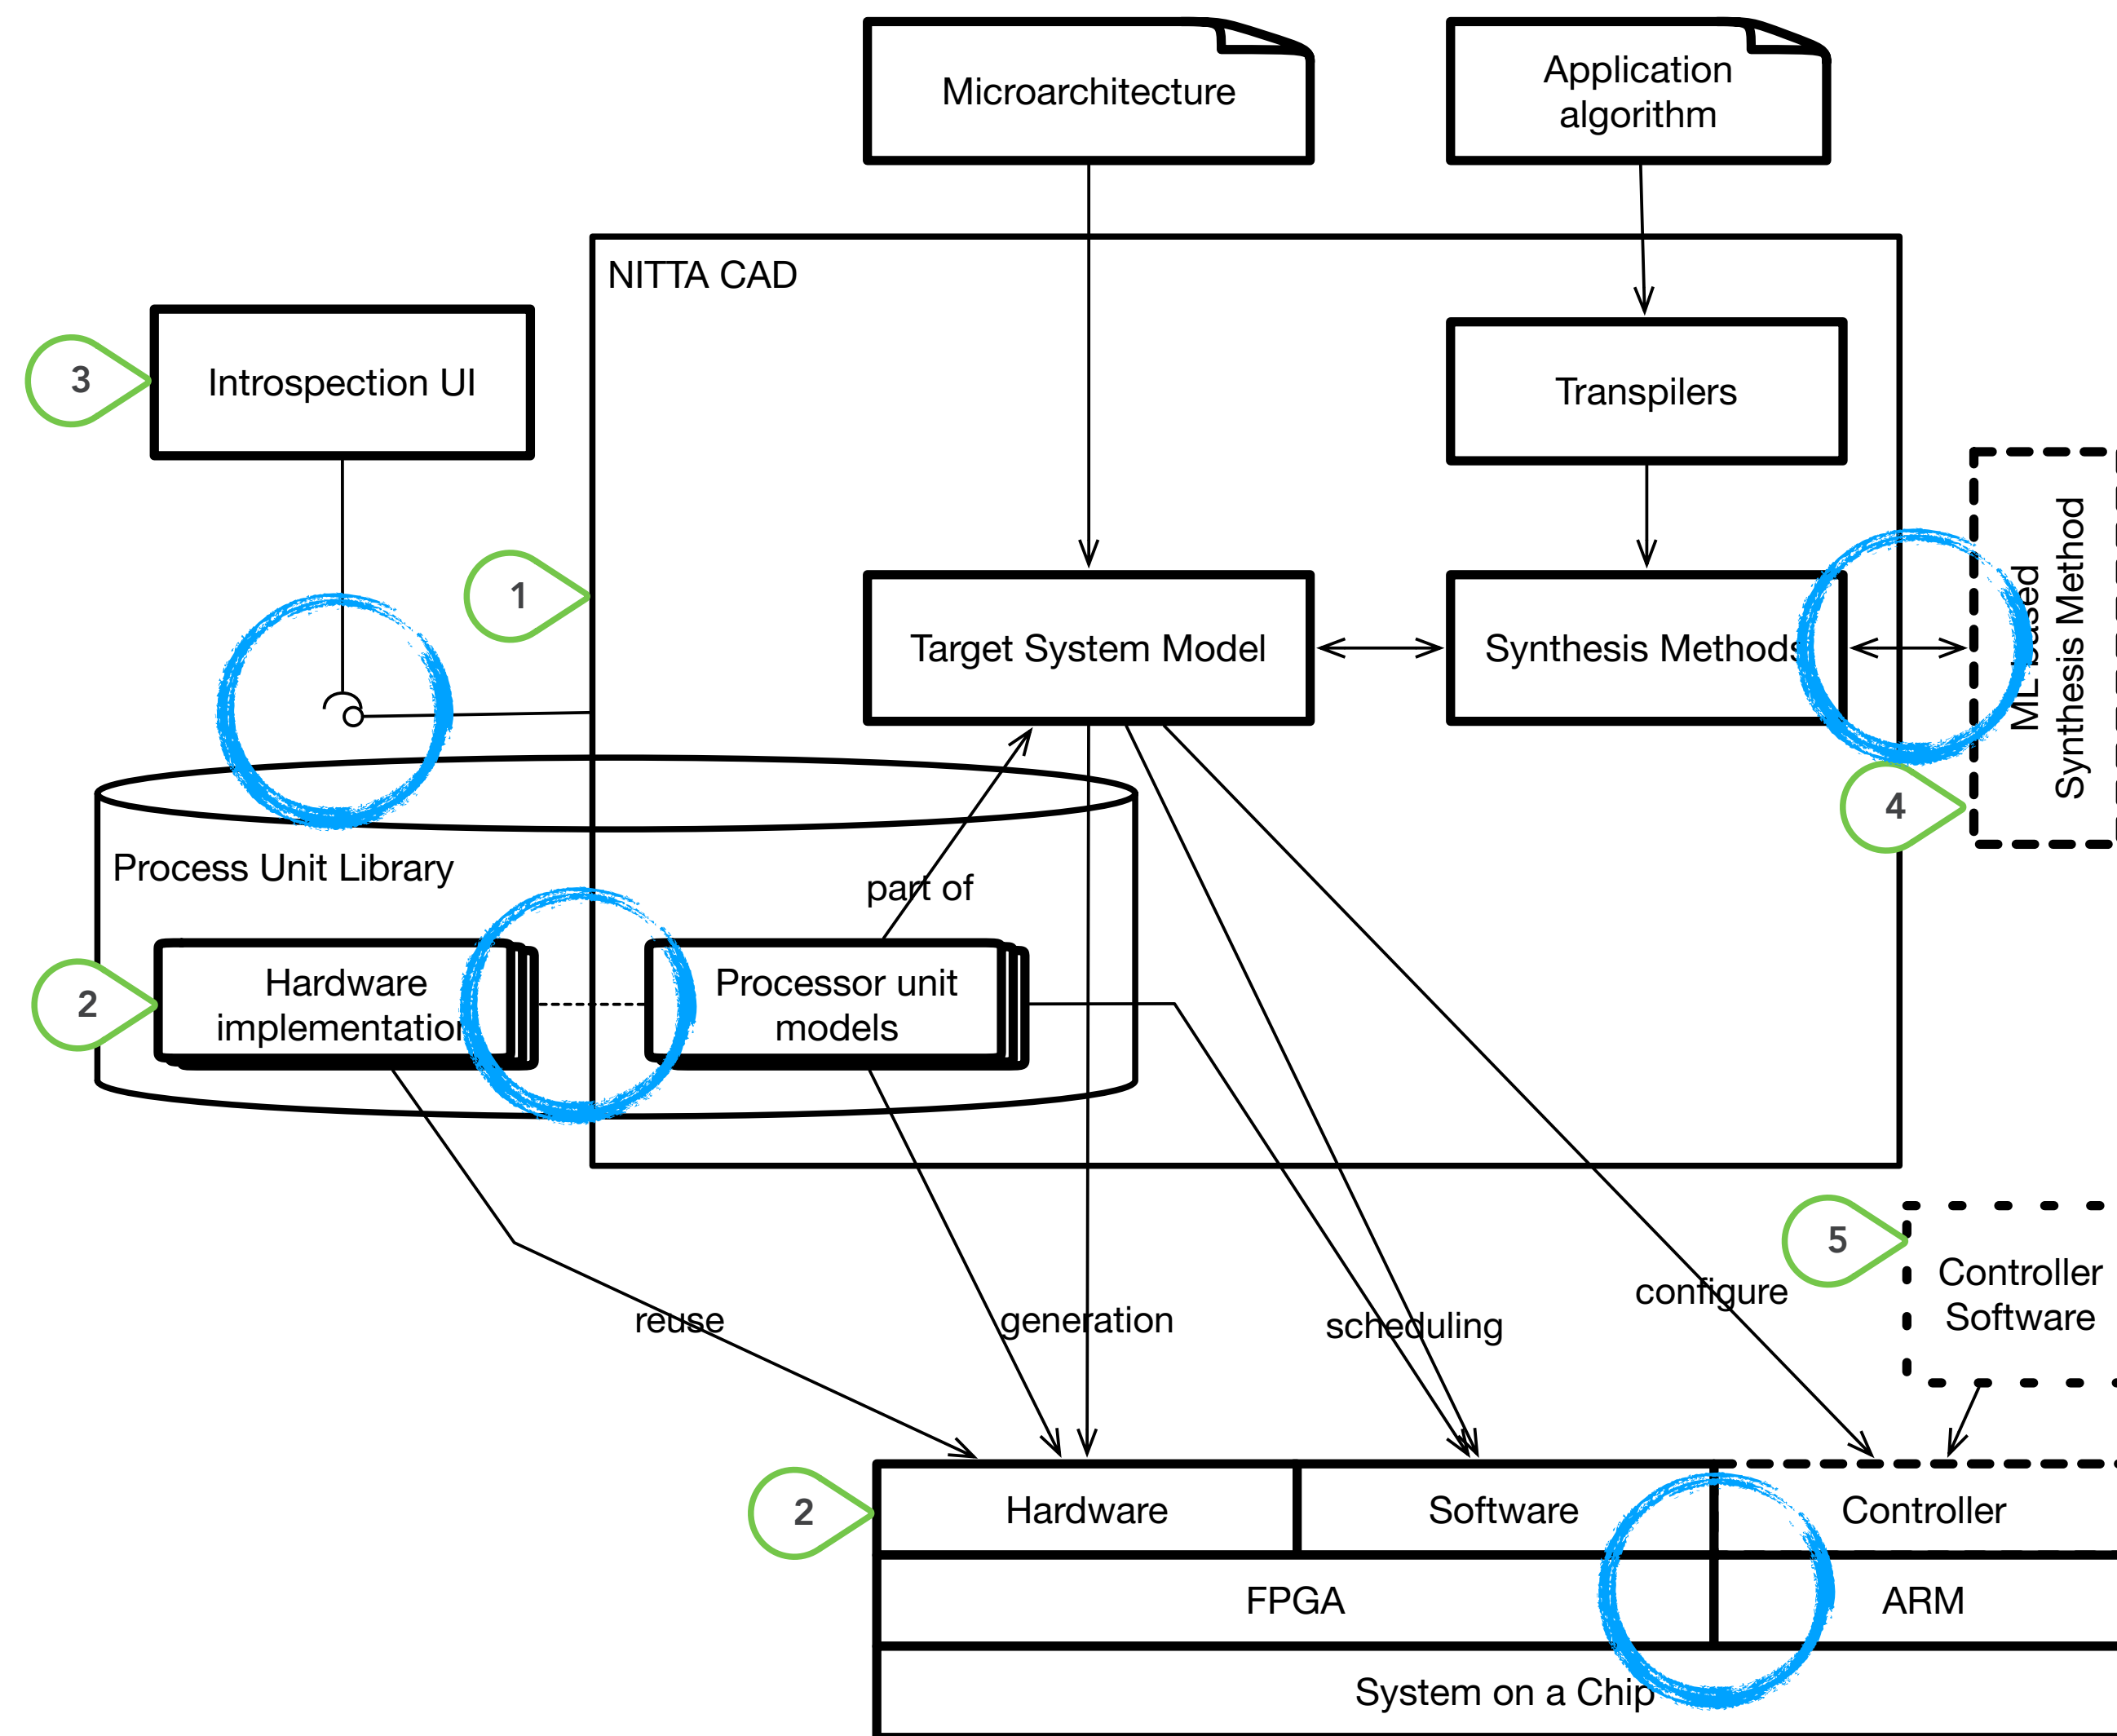 Microarchitecture
Application
algorithm
NITTA CAD
3
Introspection UI
Transpilers
1
Target System Model
Synthesis Methods
ML-based
Synthesis Method
4
Process Unit Library
part of
2
Hardware
implementation
Processor unit
models
5
Controller
Software
reuse
generation
scheduling
configure
2
Hardware
Software
Controller
FPGA
ARM
System on a Chip